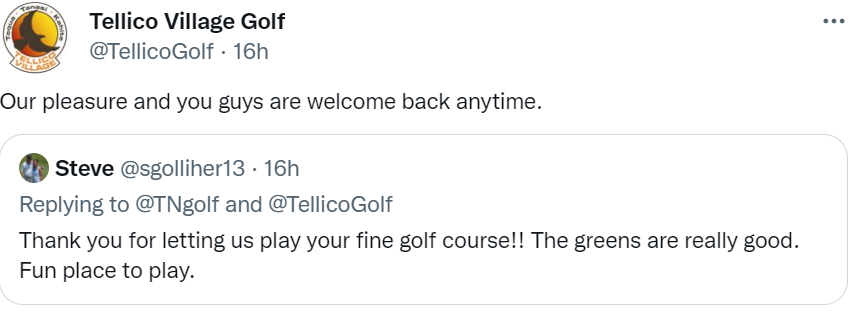 Toqua · Tanasi · Kahite
TELLICO
VILLAGE
Tellico Village Golf
@TellicoGolf · 16h
Our pleasure and you guys are welcome back anytime.
Steve @sgolliher13 · 16h
Replying to @TNgolf and @TellicoGolf
Thank you for letting us play your fine golf course!! The greens are really good.
Fun place to play.